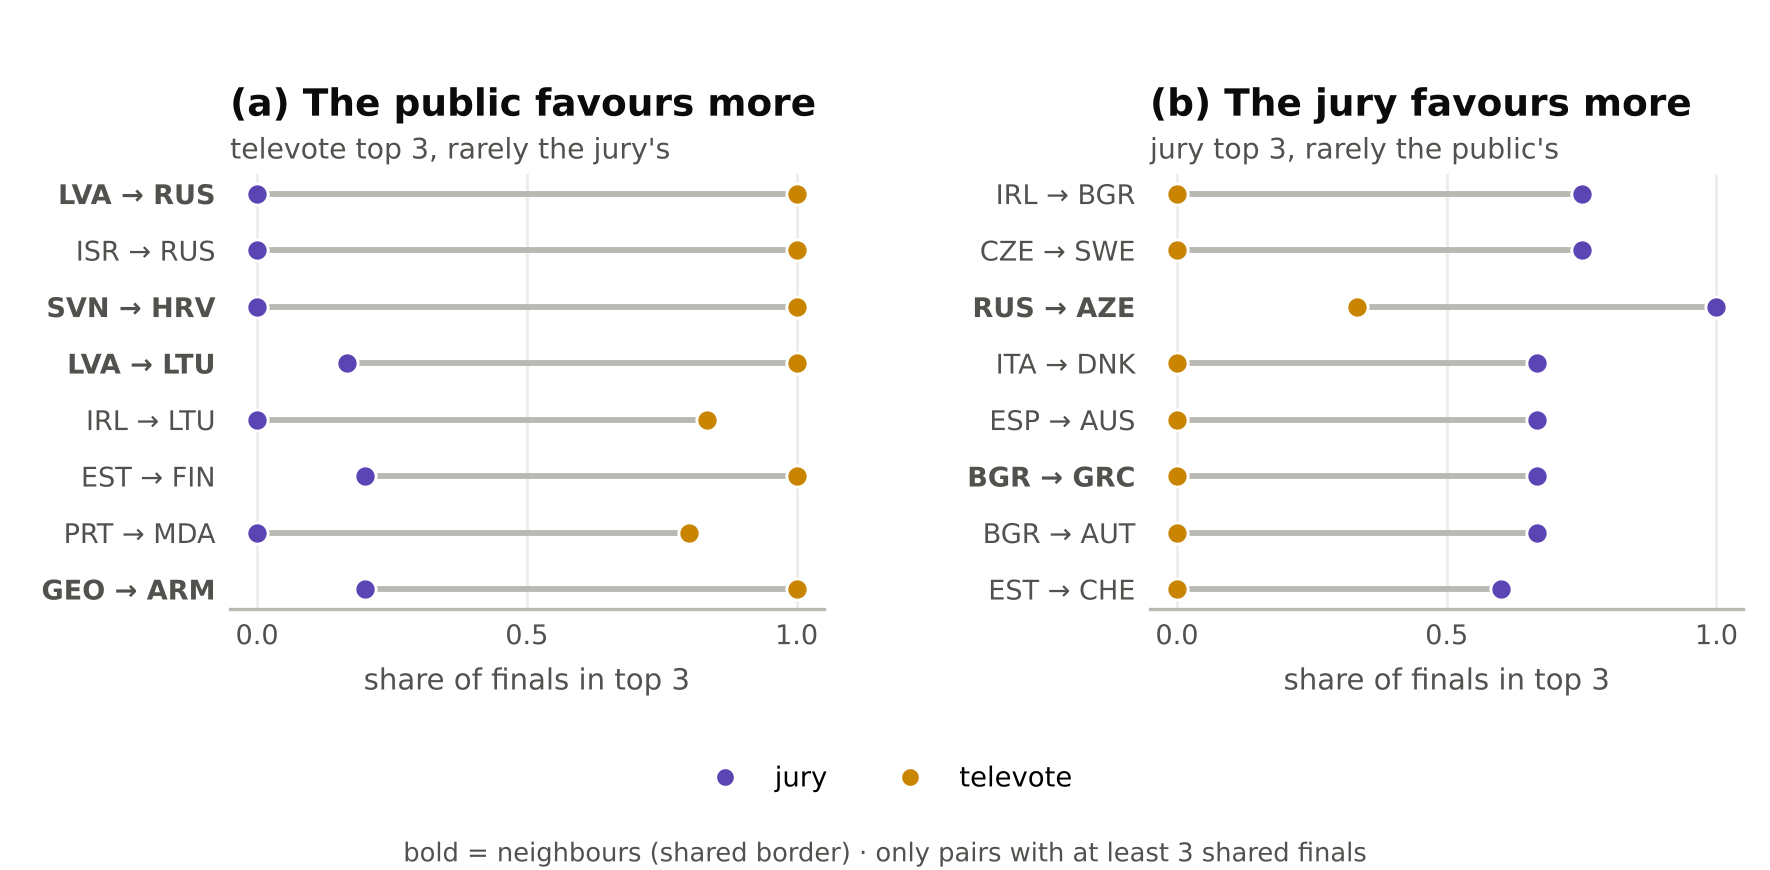 (a) The public favours more
televote top 3, rarely the jury's
LVA → RUS
ISR → RUS
SVN → HRV
LVA → LTU
IRL → LTU
EST → FIN
PRT → MDA
GEO → ARM
0.0 0.5 1.0
share of finals in top 3
(b) The jury favours more
jury top 3, rarely the public's
IRL → BGR
CZE → SWE
RUS → AZE
ITA → DNK
ESP → AUS
BGR → GRC
BGR → AUT
EST → CHE
0.0 0.5 1.0
share of finals in top 3
jury televote
bold = neighbours (shared border) · only pairs with at least 3 shared finals